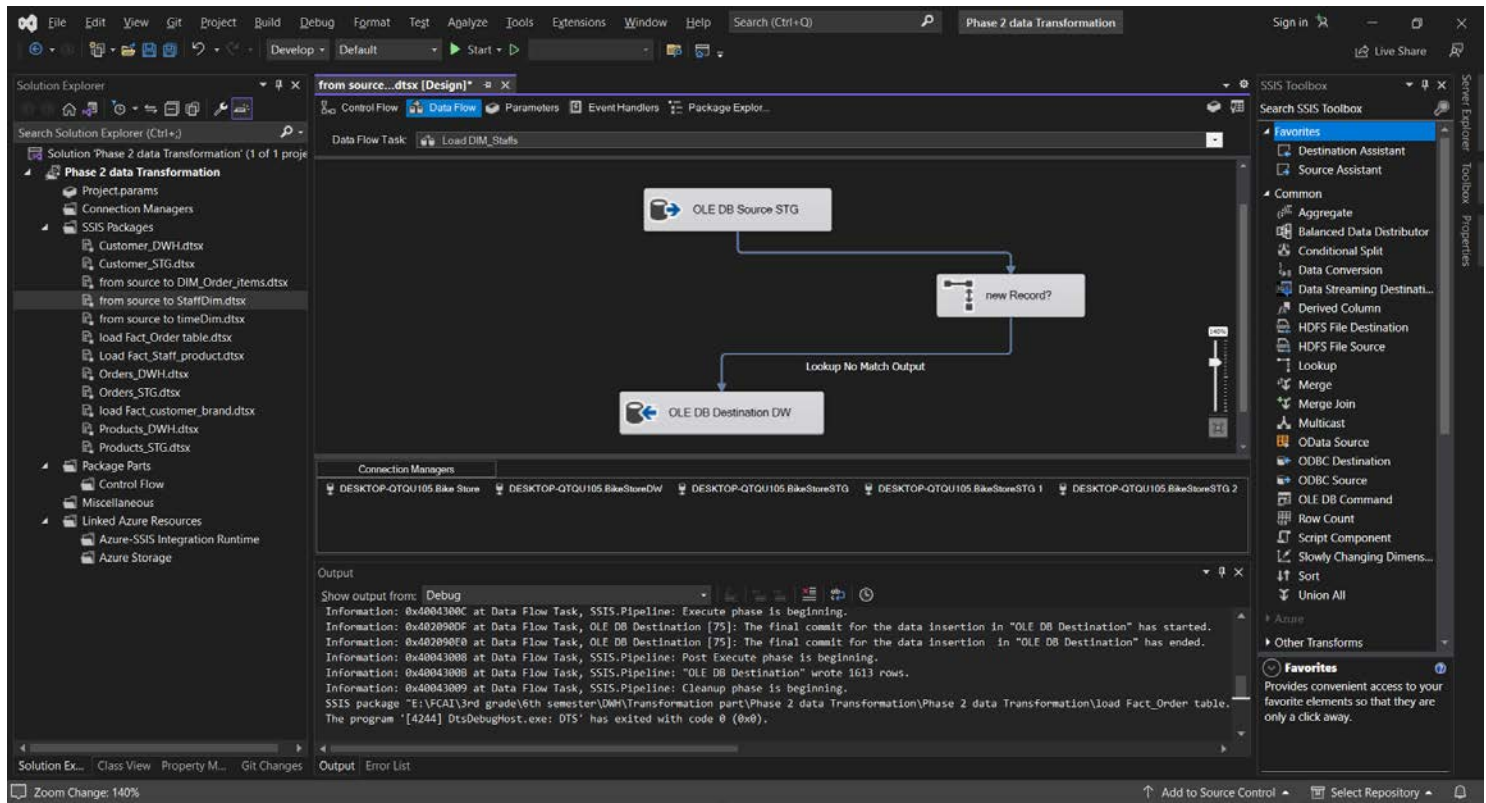 File Edit View Git Project Build Debug Format Test Analyze Tools Extensions Window Help Search (Ctrl+Q) Phase 2 data Transformation Sign in
Develop Default Start Live Share
Solution Explorer
Search Solution Explorer (Ctrl+;)
Solution 'Phase 2 data Transformation' (1 of 1 proje
Phase 2 data Transformation
Project.params
Connection Managers
SSIS Packages
Customer_DWH.dtsx
Customer_STG.dtsx
from source to DIM_Order_items.dtsx
from source to StaffDim.dtsx
from source to timeDim.dtsx
load Fact_Order table.dtsx
Load Fact_Staff_product.dtsx
Orders_DWH.dtsx
Orders_STG.dtsx
load Fact_customer_brand.dtsx
Products_DWH.dtsx
Products_STG.dtsx
Package Parts
Control Flow
Miscellaneous
Linked Azure Resources
Azure-SSIS Integration Runtime
Azure Storage
Solution Ex... Class View Property M... Git Changes
from source...dtsx [Design]*
Control Flow Data Flow Parameters Event Handlers Package Explor...
Data Flow Task: Load DIM_Staffs
OLE DB Source STG
new Record?
Lookup No Match Output
OLE DB Destination DW
140%
Connection Managers
DESKTOP-QTQU105.Bike Store DESKTOP-QTQU105.BikeStoreDW DESKTOP-QTQU105.BikeStoreSTG DESKTOP-QTQU105.BikeStoreSTG 1 DESKTOP-QTQU105.BikeStoreSTG 2
Output
Show output from: Debug
Information: 0x4004300C at Data Flow Task, SSIS.Pipeline: Execute phase is beginning.
Information: 0x402090DF at Data Flow Task, OLE DB Destination [75]: The final commit for the data insertion in "OLE DB Destination" has started.
Information: 0x402090E0 at Data Flow Task, OLE DB Destination [75]: The final commit for the data insertion in "OLE DB Destination" has ended.
Information: 0x4004300B at Data Flow Task, SSIS.Pipeline: Post Execute phase is beginning.
Information: 0x4004300B at Data Flow Task, SSIS.Pipeline: "OLE DB Destination" wrote 1613 rows.
Information: 0x40043009 at Data Flow Task, SSIS.Pipeline: Cleanup phase is beginning.
SSIS package "E:\FCAI\3rd grade\6th semester\DWH\Transformation part\Phase 2 data Transformation\Phase 2 data Transformation\load Fact_Order table.
The program '[4244] DtsDebugHost.exe: DTS' has exited with code 0 (0x0).
Output Error List
SSIS Toolbox
Search SSIS Toolbox
Favorites
Destination Assistant
Source Assistant
Common
Aggregate
Balanced Data Distributor
Conditional Split
Data Conversion
Data Streaming Destinati...
Derived Column
HDFS File Destination
HDFS File Source
Lookup
Merge
Merge Join
Multicast
OData Source
ODBC Destination
ODBC Source
OLE DB Command
Row Count
Script Component
Slowly Changing Dimens...
Sort
Union All
Azure
Other Transforms
Favorites
Provides convenient access to your
favorite elements so that they are
only a click away.
Server Explorer
Toolbox
Properties
Zoom Change: 140% Add to Source Control Select Repository